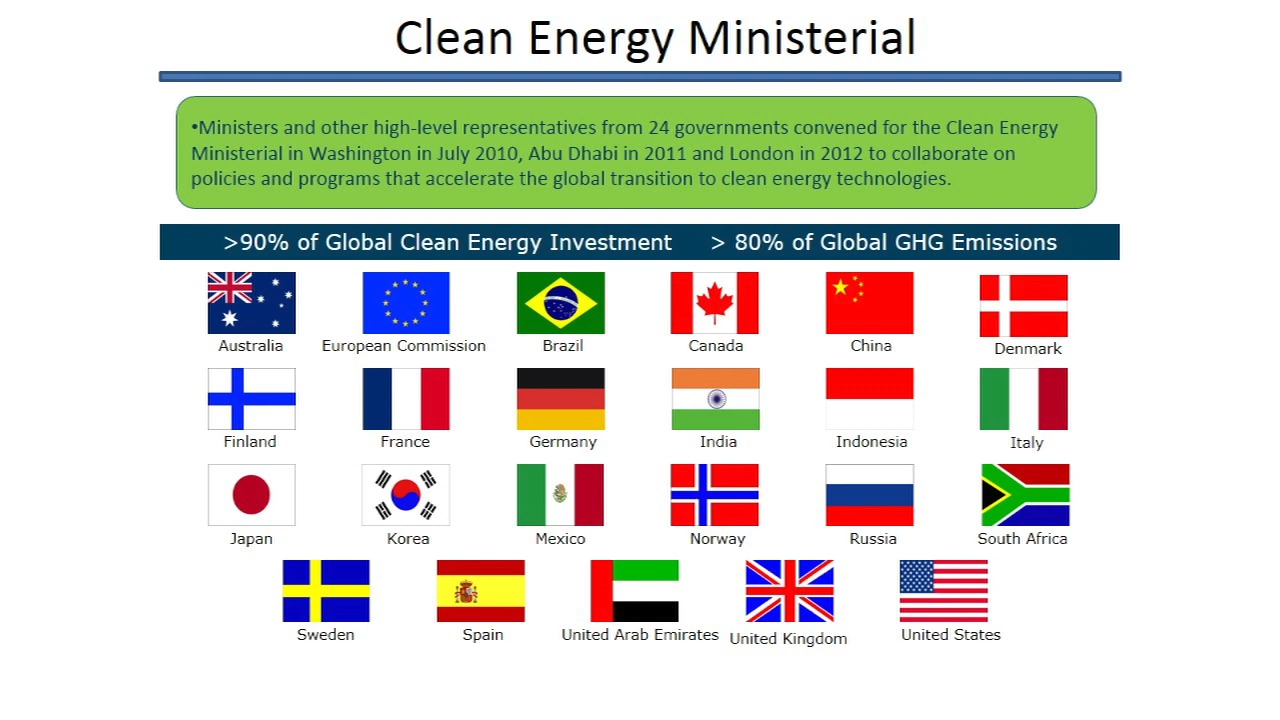 Clean Energy Ministerial
•Ministers and other high-level representatives from 24 governments convened for the Clean Energy
Ministerial in Washington in July 2010, Abu Dhabi in 2011 and London in 2012 to collaborate on
policies and programs that accelerate the global transition to clean energy technologies.
>90% of Global Clean Energy Investment > 80% of Global GHG Emissions
Australia European Commission Brazil Canada China Denmark
Finland France Germany India Indonesia Italy
Japan Korea Mexico Norway Russia South Africa
Sweden Spain United Arab Emirates United Kingdom United States